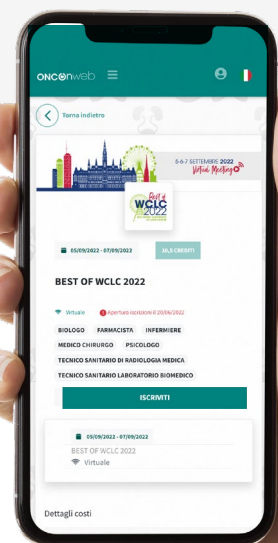 ONCONweb
Torna indietro
5-6-7 SETTEMBRE 2022
Virtual Meeting
Best of
WCLC
2022
05/09/2022 - 07/09/2022
10,5 CREDITI
BEST OF WCLC 2022
Virtuale
Apertura iscrizioni il 20/06/2022
BIOLOGO FARMACISTA INFERMIERE
MEDICO CHIRURGO PSICOLOGO
TECNICO SANITARIO DI RADIOLOGIA MEDICA
TECNICO SANITARIO LABORATORIO BIOMEDICO
ISCRIVITI
05/09/2022 - 07/09/2022
BEST OF WCLC 2022
Virtuale
Dettagli costi